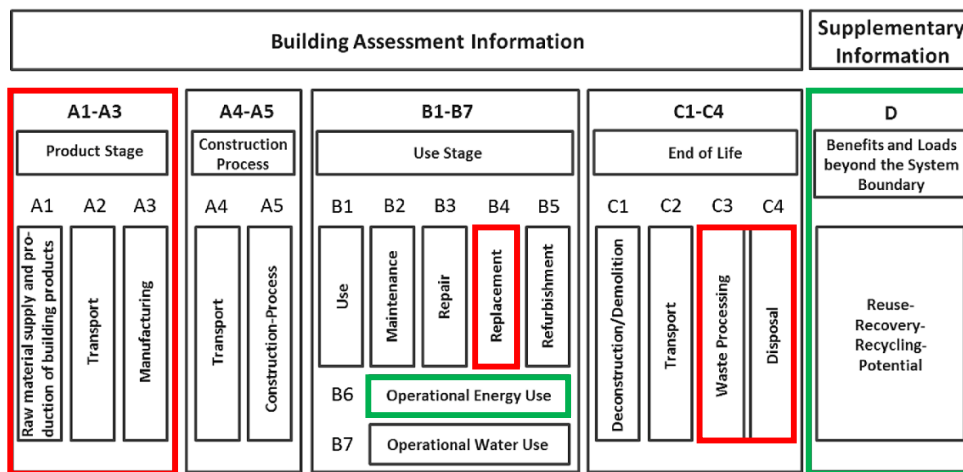 Building Assessment Information
Supplementary
Information
A1-A3
Product Stage
A1
A2
A3
Raw material supply and pro-
duction of building products
Transport
Manufacturing
A4-A5
Construction
Process
A4
A5
Transport
Construction-Process
B1-B7
Use Stage
B1
B2
B3
B4
B5
Use
Maintenance
Repair
Replacement
Refurbishment
B6
Operational Energy Use
B7
Operational Water Use
C1-C4
End of Life
C1
C2
C3
C4
Deconstruction/Demolition
Transport
Waste Processing
Disposal
D
Benefits and Loads
beyond the System
Boundary
Reuse-
Recovery-
Recycling-
Potential